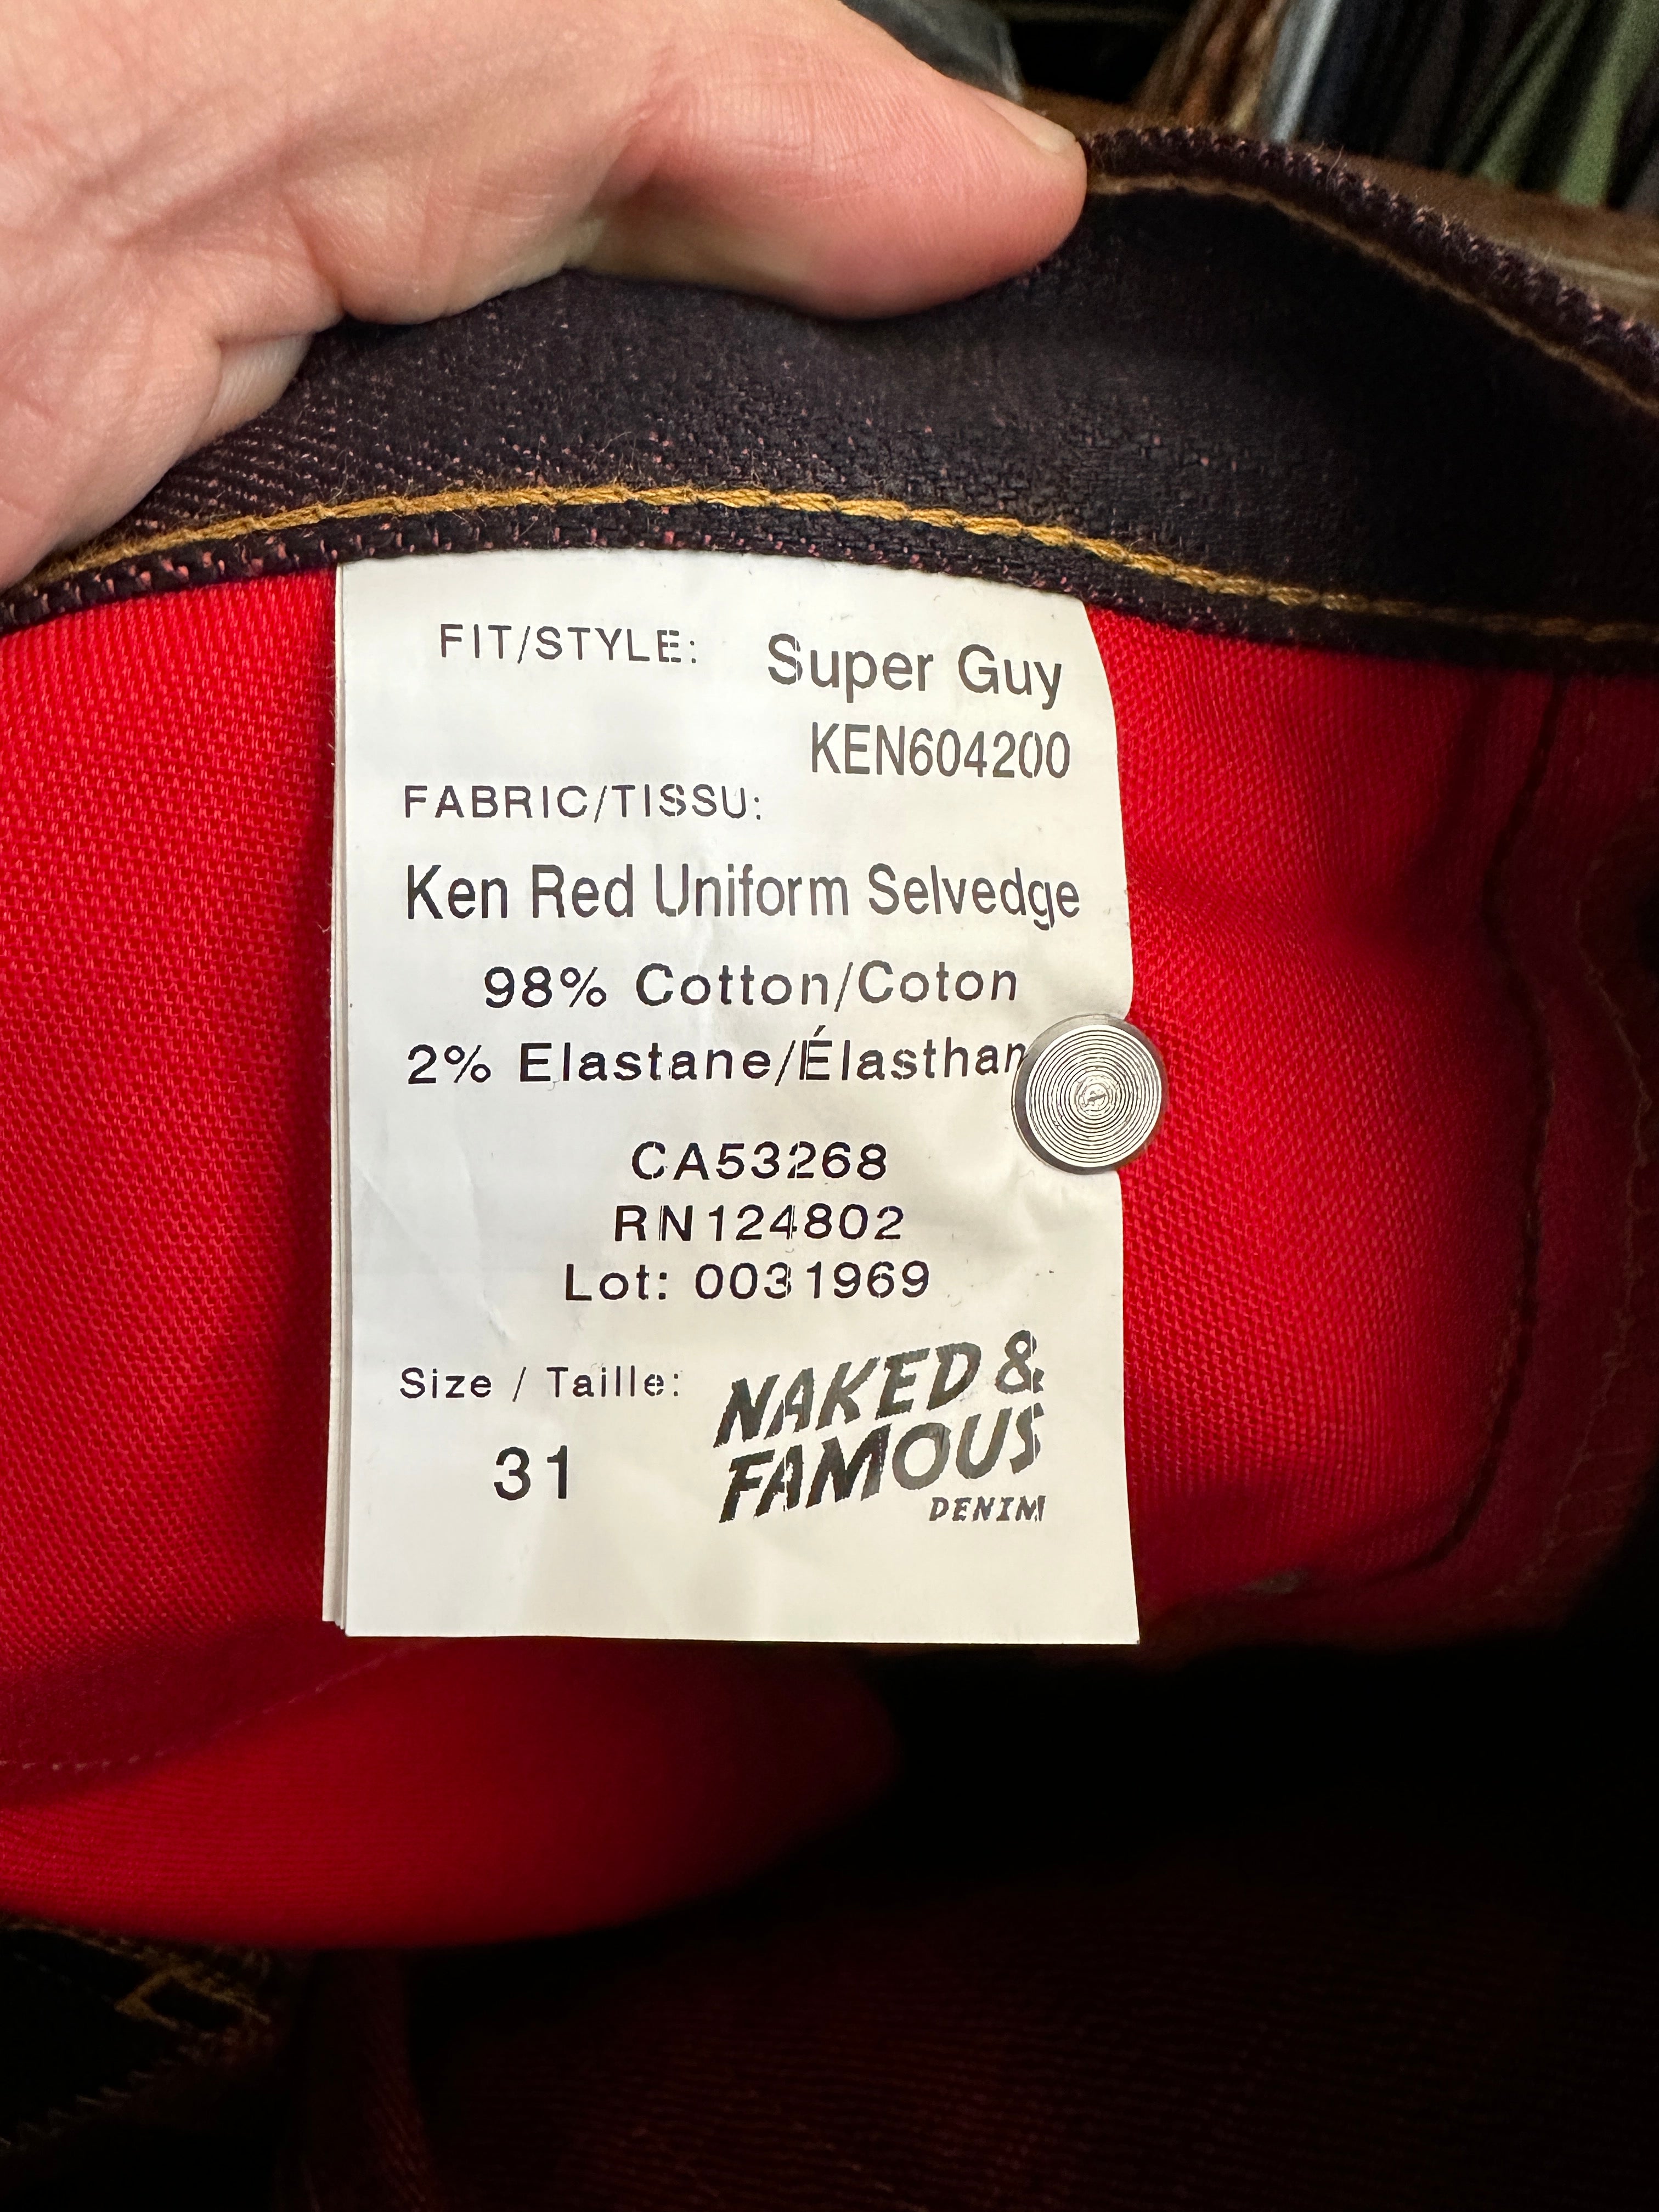 FIT/STYLE: Super Guy
KEN604200
FABRIC/TISSU:
Ken Red Uniform Selvedge
98% Cotton/Coton
2% Elastane/Élasthan
CA53268
RN124802
Lot: 0031969
Size / Taille:
31
NAKED &
FAMOUS
DENIM